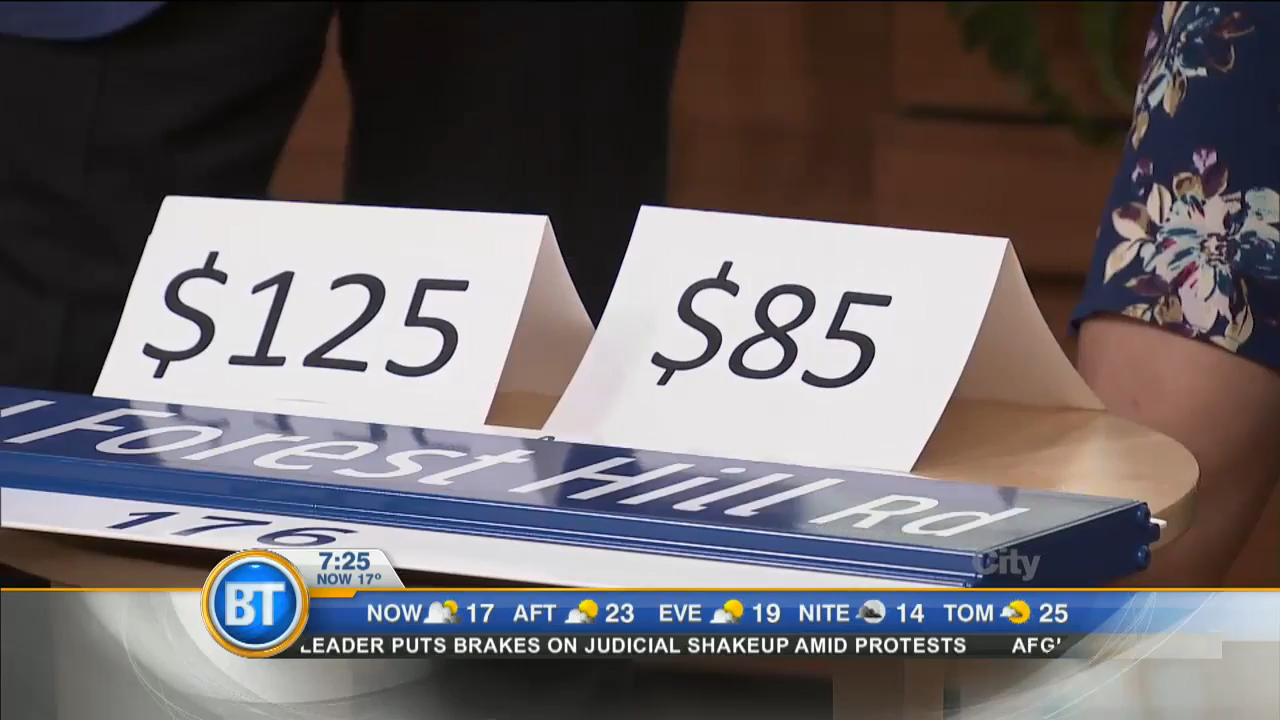 $125
$85
Forest Hill Rd
176
City
7:25
NOW 17°
BT
NOW 17 AFT 23 EVE 19 NITE 14 TOM 25
LEADER PUTS BRAKES ON JUDICIAL SHAKEUP AMID PROTESTS